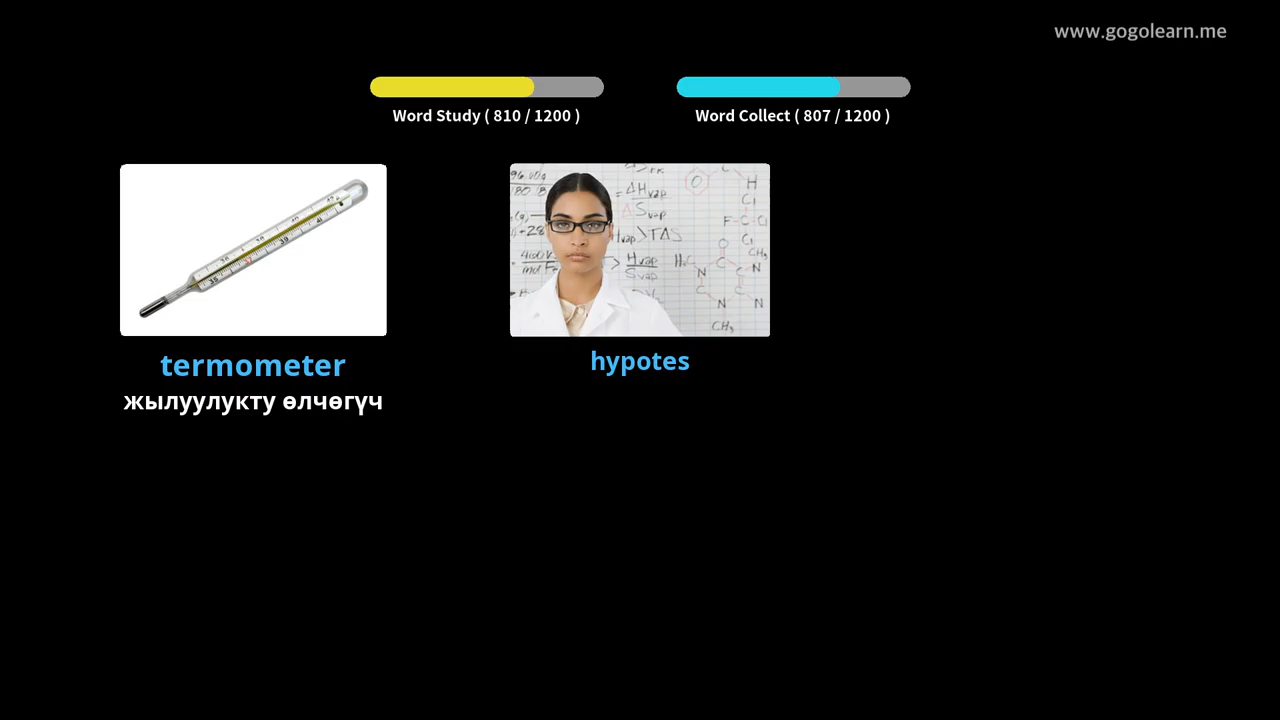 www.gogolearn.me
Word Study ( 810 / 1200 )
Word Collect ( 807 / 1200 )
termometer
жылуулукту өлчөгүч
hypotes